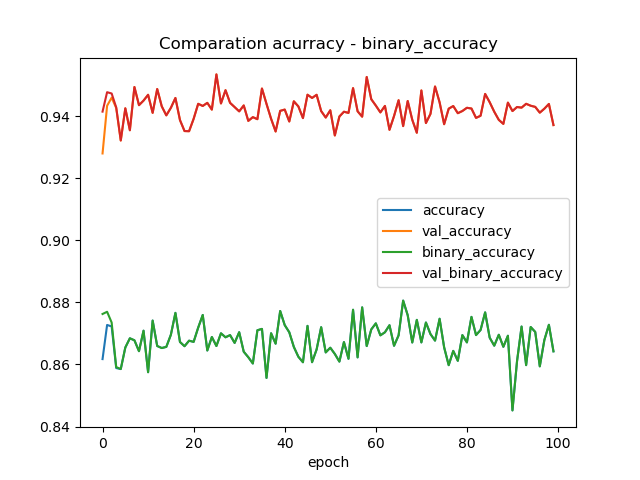 Comparation acurracy - binary_accuracy
0.94
0.92
0.90
0.88
0.86
0.84
accuracy
val_accuracy
binary_accuracy
val_binary_accuracy
0 20 40 60 80 100
epoch